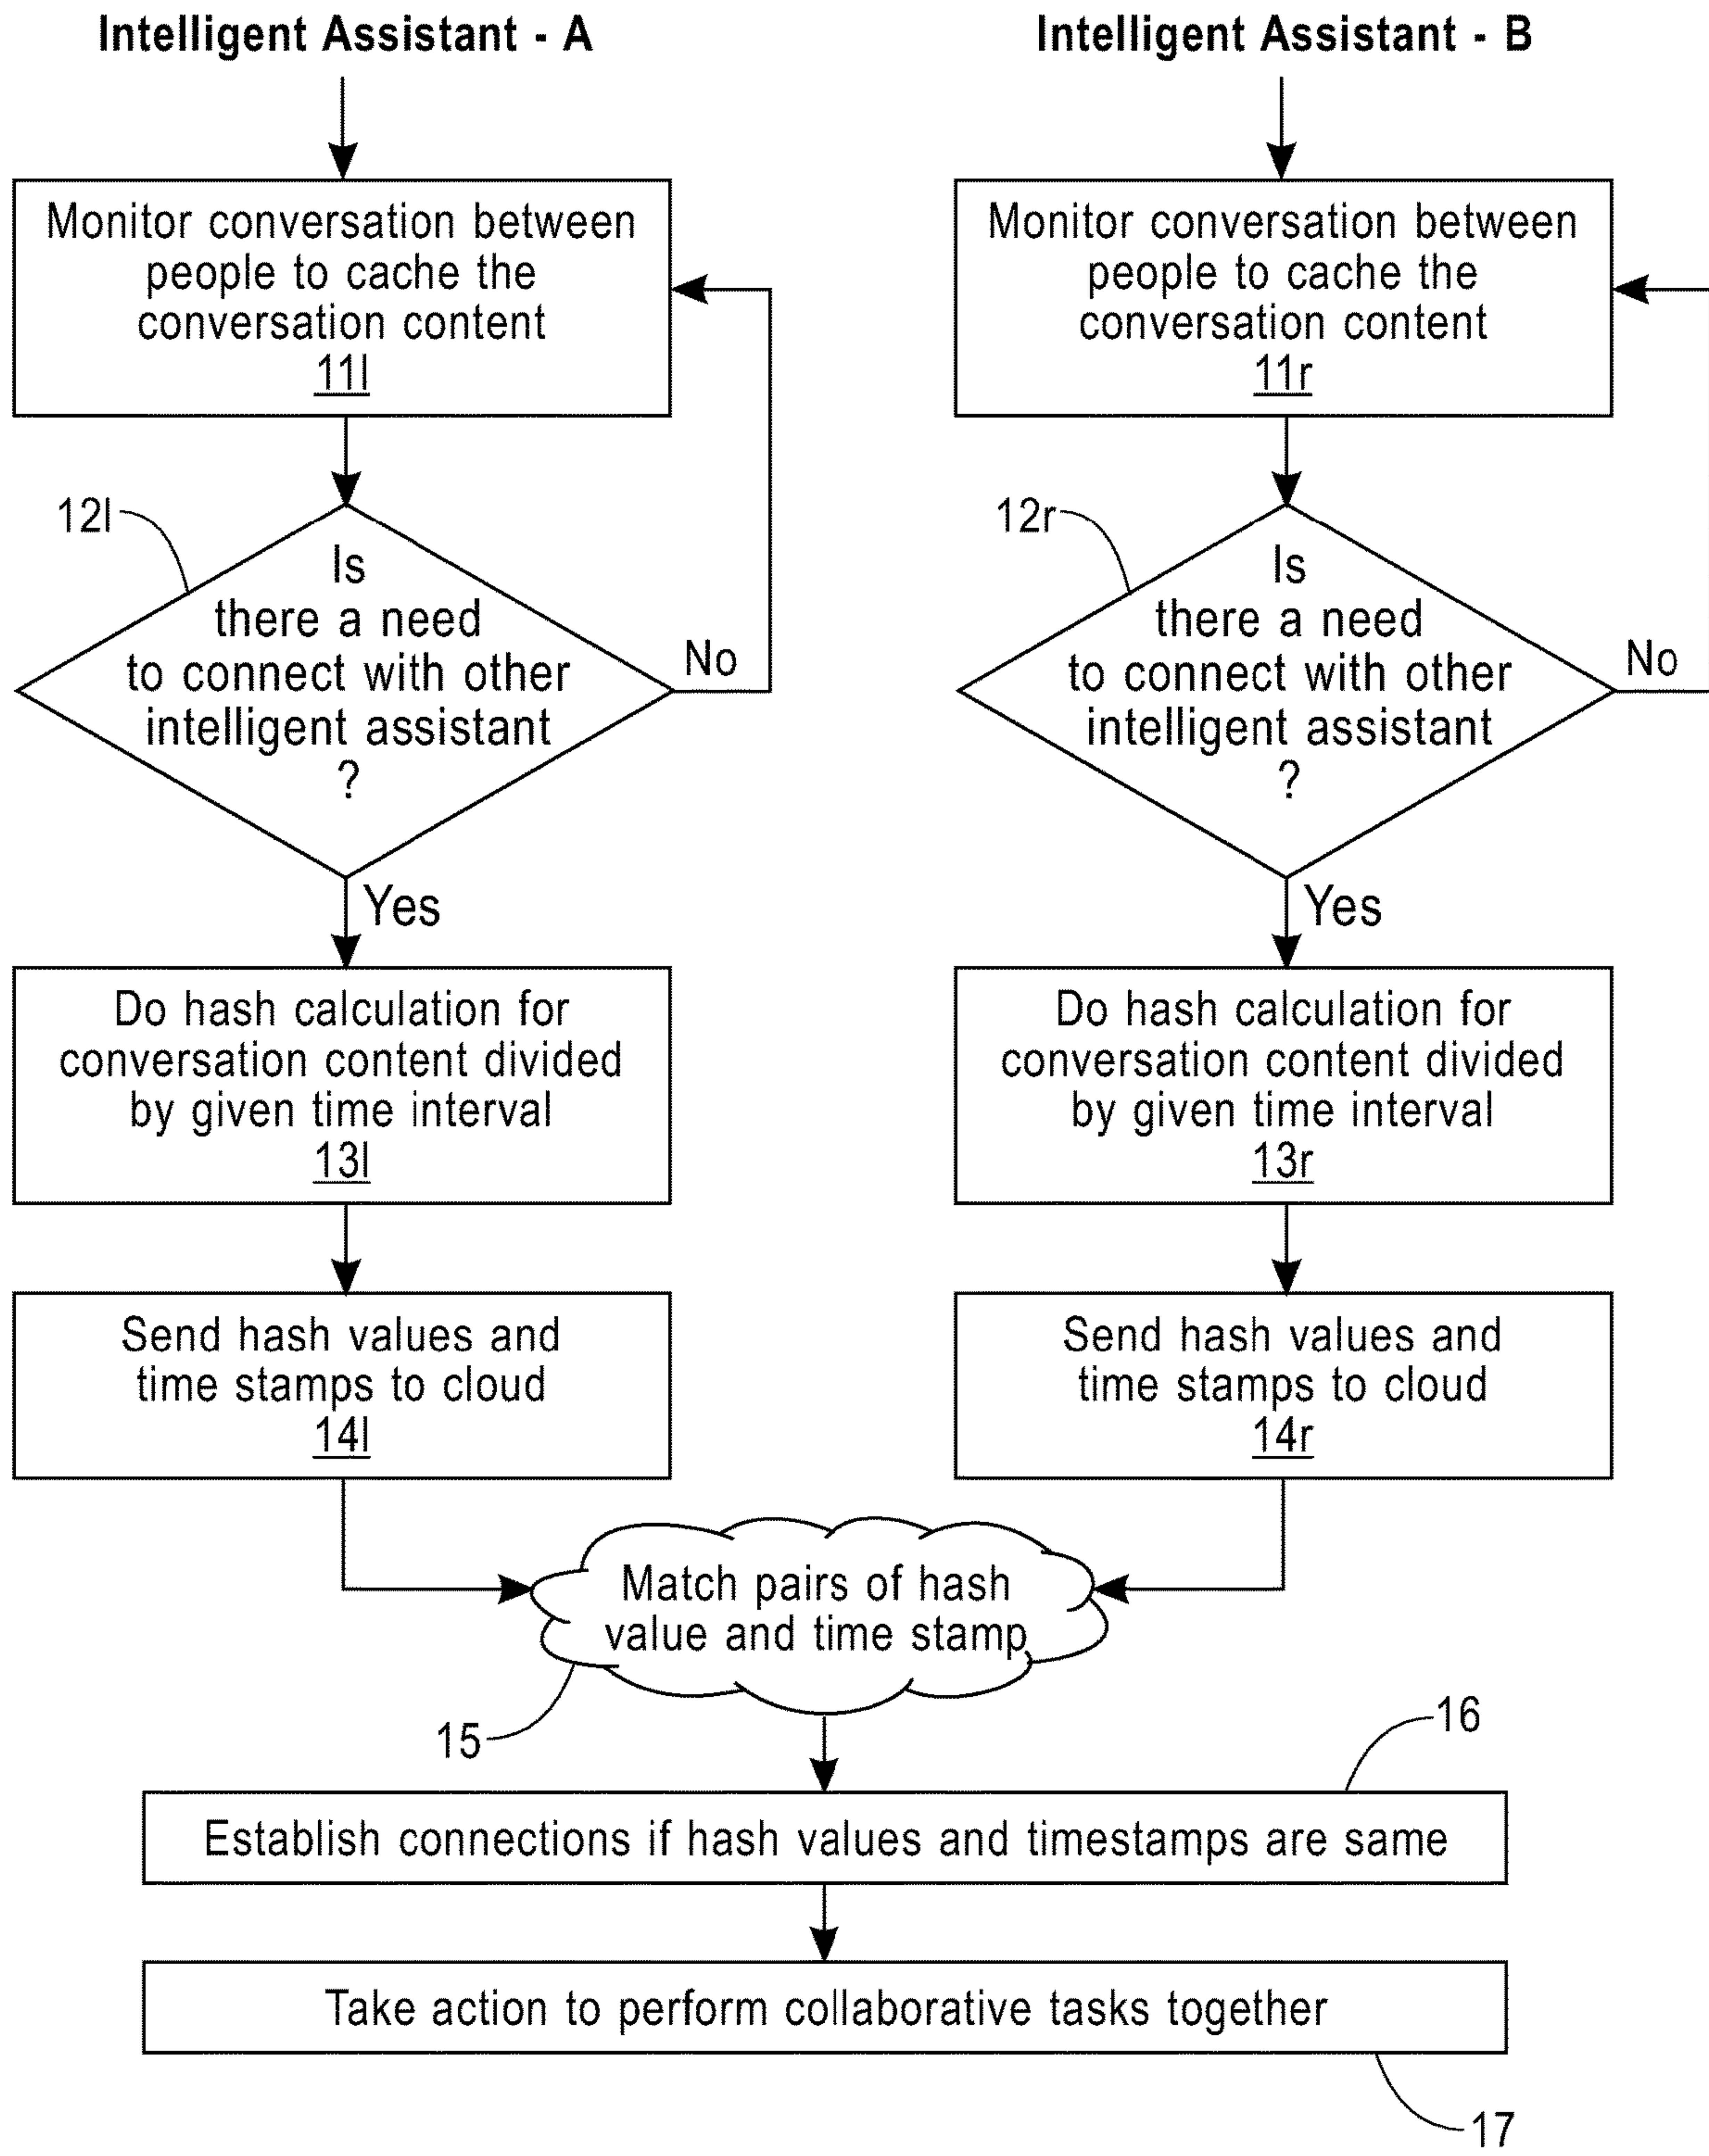 Intelligent Assistant - A
Monitor conversation between
people to cache the
conversation content
11l
12l
Is
there a need
to connect with other
intelligent assistant
?
No
Yes
Do hash calculation for
conversation content divided
by given time interval
13l
Send hash values and
time stamps to cloud
14l
Intelligent Assistant - B
Monitor conversation between
people to cache the
conversation content
11r
12r
Is
there a need
to connect with other
intelligent assistant
?
No
Yes
Do hash calculation for
conversation content divided
by given time interval
13r
Send hash values and
time stamps to cloud
14r
Match pairs of hash
value and time stamp
15
16
Establish connections if hash values and timestamps are same
Take action to perform collaborative tasks together
17